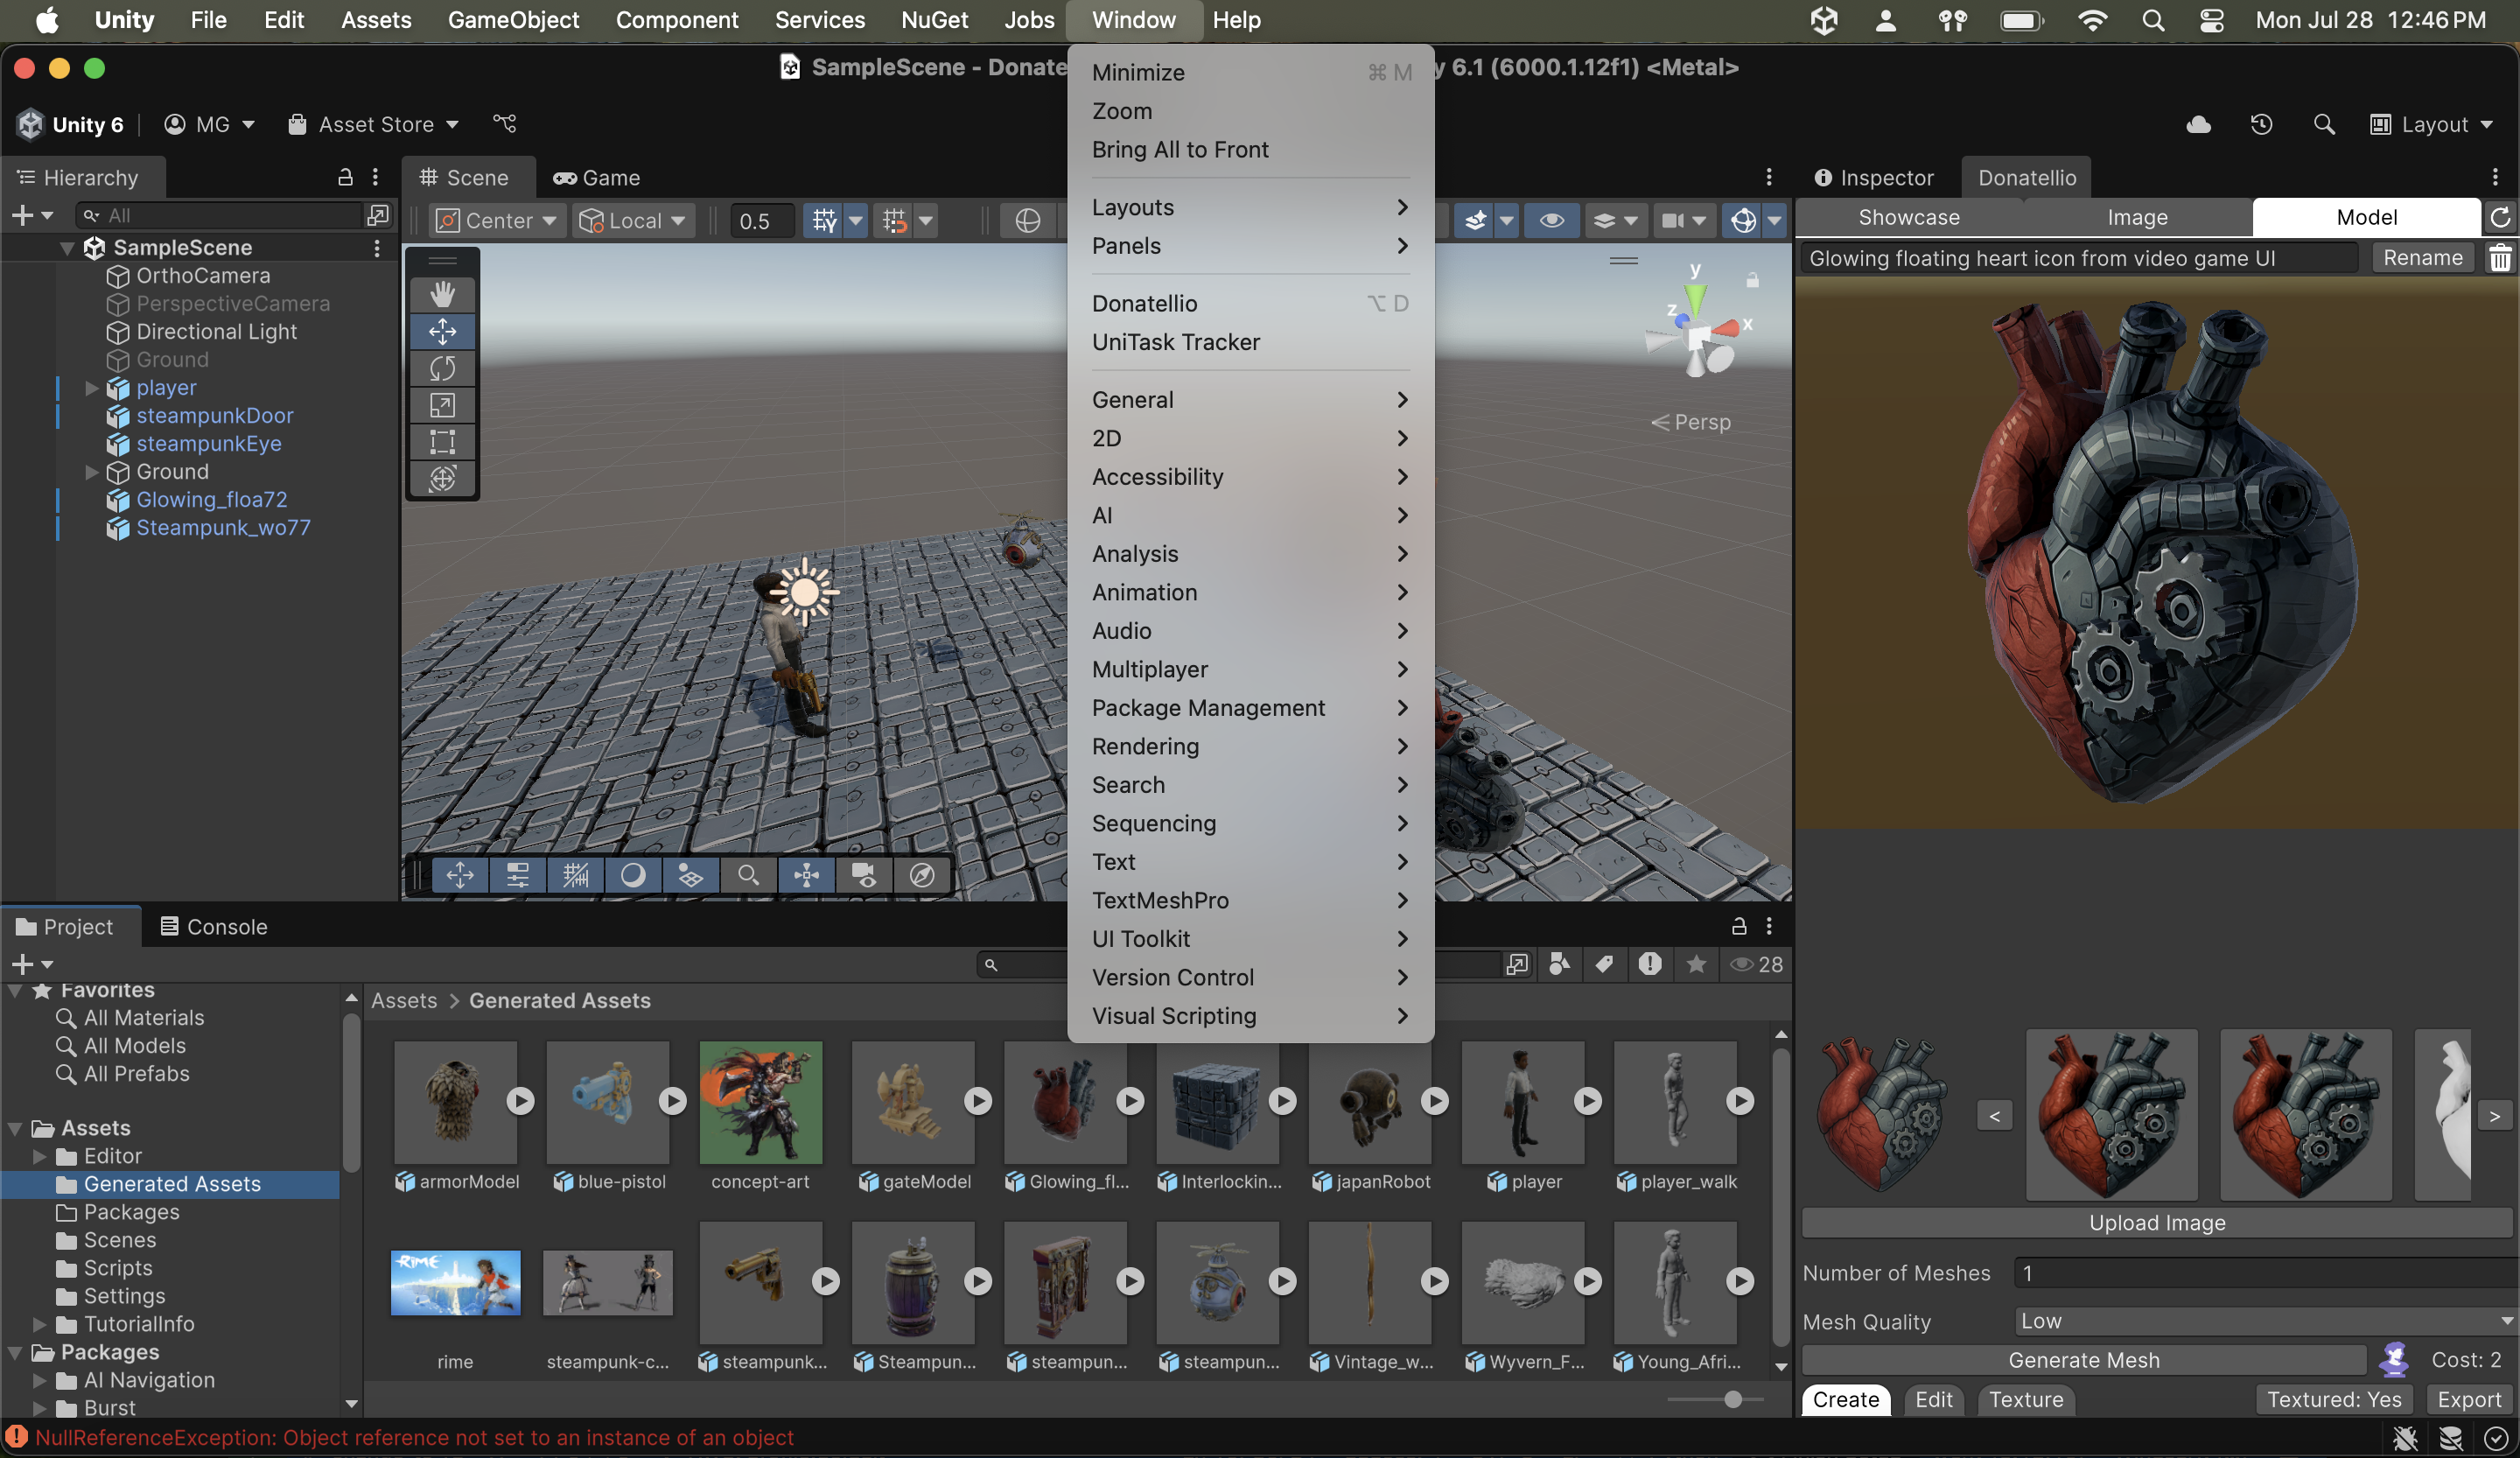 Unity File Edit Assets GameObject Component Services NuGet Jobs Window Help Mon Jul 28 12:46 PM
SampleScene - Donate
y 6.1 (6000.1.12f1) <Metal>
Unity 6 MG Asset Store Layout
Hierarchy
All
SampleScene
OrthoCamera
PerspectiveCamera
Directional Light
Ground
player
steampunkDoor
steampunkEye
Ground
Glowing_floa72
Steampunk_wo77
Scene Game
Center Local 0.5
y
z
x
Persp
Minimize ⌘ M
Zoom
Bring All to Front
Layouts
Panels
Donatellio ⌥ D
UniTask Tracker
General
2D
Accessibility
AI
Analysis
Animation
Audio
Multiplayer
Package Management
Rendering
Search
Sequencing
Text
TextMeshPro
UI Toolkit
Version Control
Visual Scripting
Inspector Donatellio
Showcase Image Model
Glowing floating heart icon from video game UI Rename
< >
Upload Image
Number of Meshes 1
Mesh Quality Low
Generate Mesh Cost: 2
Create Edit Texture Textured: Yes Export
Project Console
28
Favorites
All Materials
All Models
All Prefabs
Assets
Editor
Generated Assets
Packages
Scenes
Scripts
Settings
TutorialInfo
Packages
AI Navigation
Burst
Assets > Generated Assets
armorModel blue-pistol concept-art gateModel Glowing_fl... Interlockin... japanRobot player player_walk
RIME
rime steampunk-c... steampunk... Steampun... steampun... steampun... Vintage_w... Wyvern_F... Young_Afri...
NullReferenceException: Object reference not set to an instance of an object